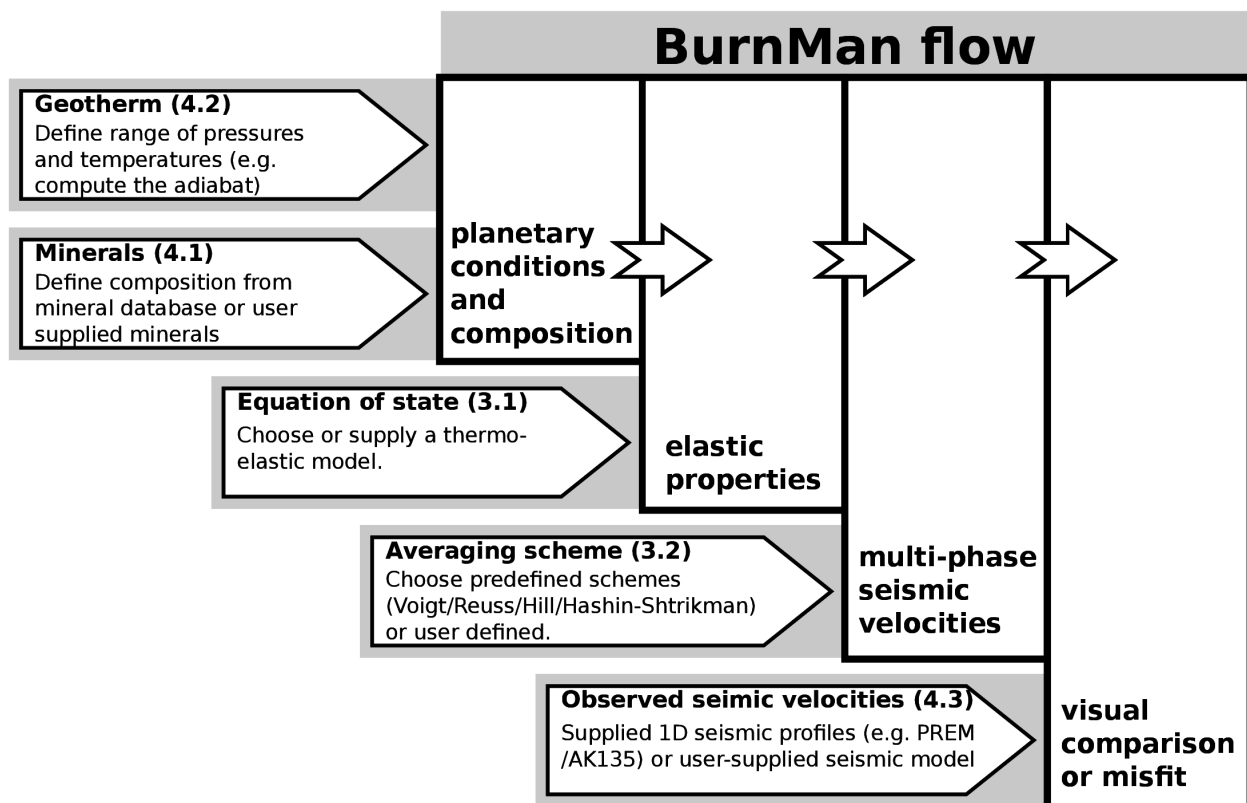 BurnMan flow
Geotherm (4.2)
Define range of pressures
and temperatures (e.g.
compute the adiabat)
Minerals (4.1)
Define composition from
mineral database or user
supplied minerals
planetary
conditions
and
composition
Equation of state (3.1)
Choose or supply a thermo-
elastic model.
elastic
properties
Averaging scheme (3.2)
Choose predefined schemes
(Voigt/Reuss/Hill/Hashin-Shtrikman)
or user defined.
multi-phase
seismic
velocities
Observed seimic velocities (4.3)
Supplied 1D seismic profiles (e.g. PREM
/AK135) or user-supplied seismic model
visual
comparison
or misfit